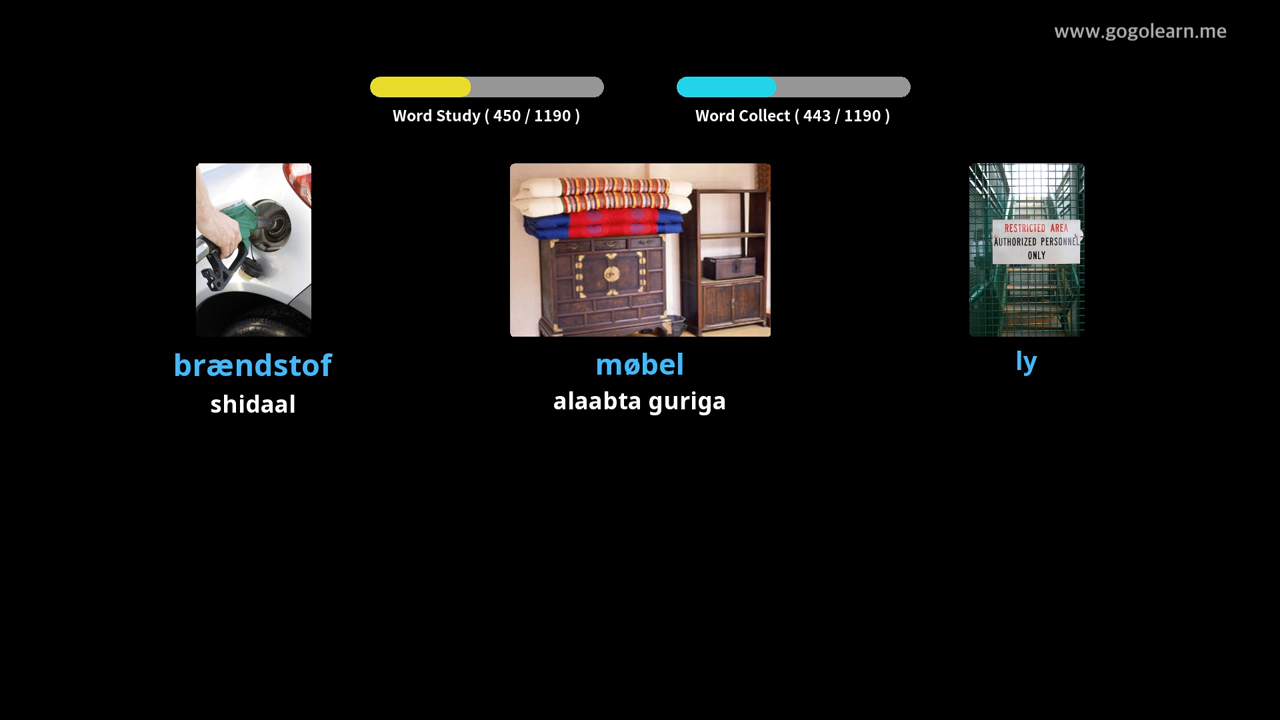 www.gogolearn.me
Word Study ( 450 / 1190 )
Word Collect ( 443 / 1190 )
RESTRICTED AREA
AUTHORIZED PERSONNEL
ONLY
brændstof
shidaal
møbel
alaabta guriga
ly